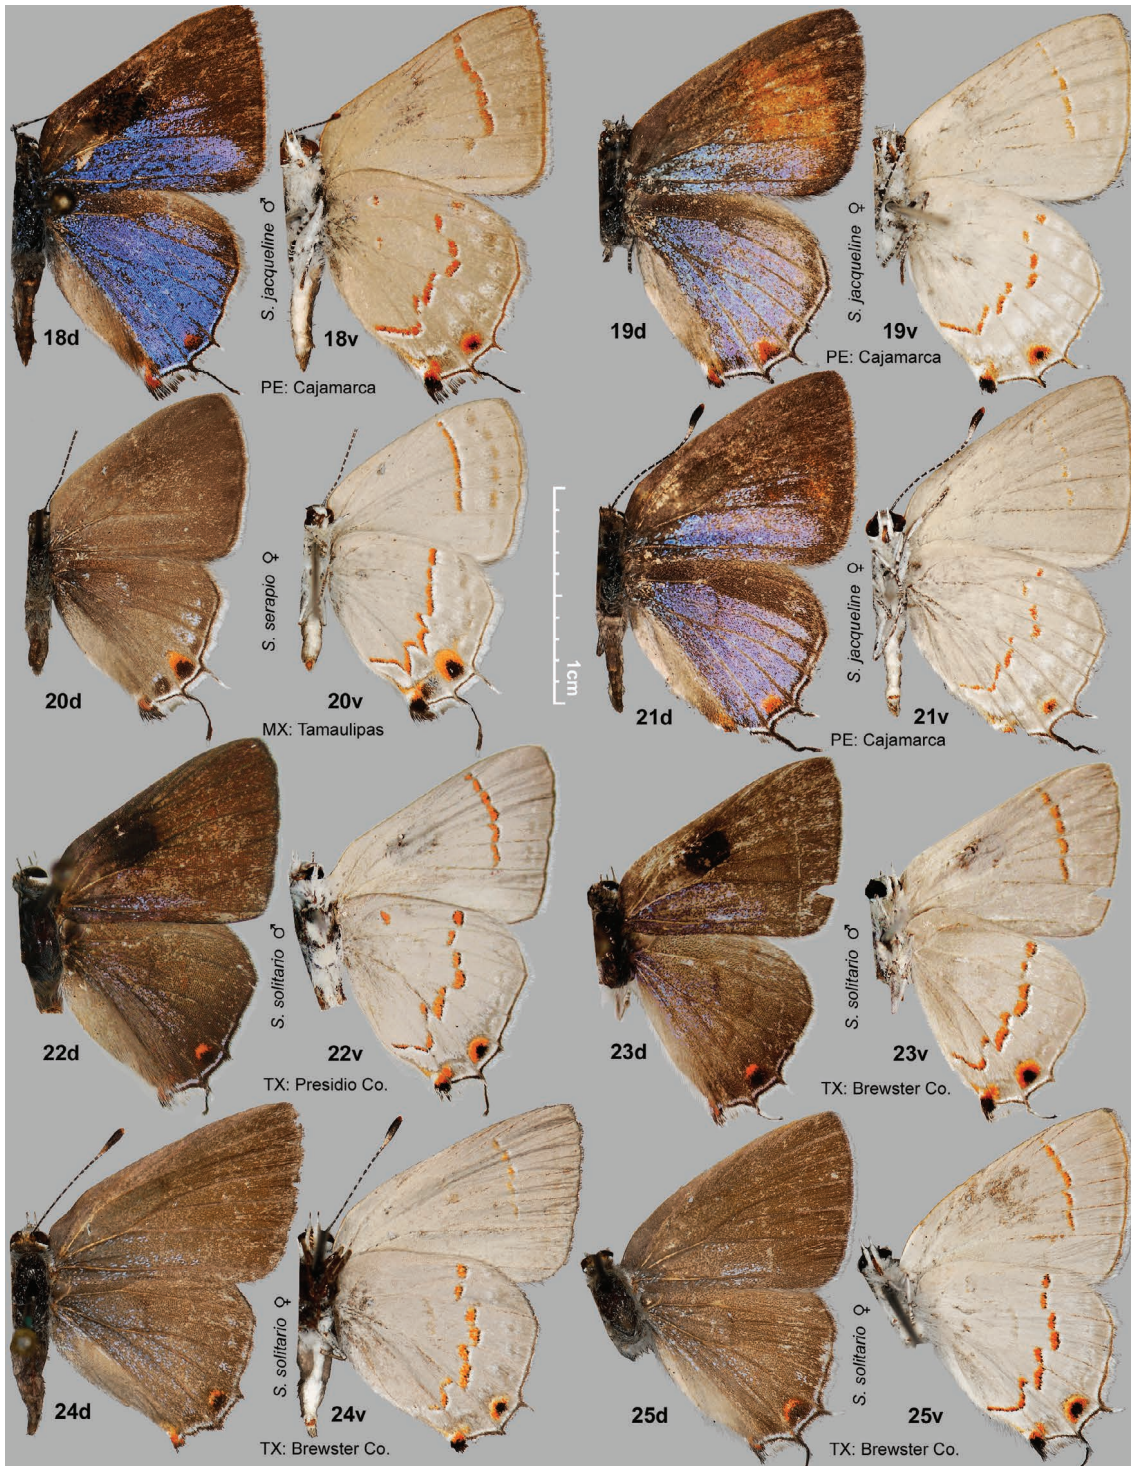 S. jacqueline ♂
18d
18v
PE: Cajamarca
S. jacqueline ♀
19d
19v
PE: Cajamarca
S. serapio ♀
20d
20v
MX: Tamaulipas
1cm
S. jacqueline ♀
21d
21v
PE: Cajamarca
S. solitario ♂
22d
22v
TX: Presidio Co.
S. solitario ♂
23d
23v
TX: Brewster Co.
S. solitario ♀
24d
24v
TX: Brewster Co.
S. solitario ♀
25d
25v
TX: Brewster Co.